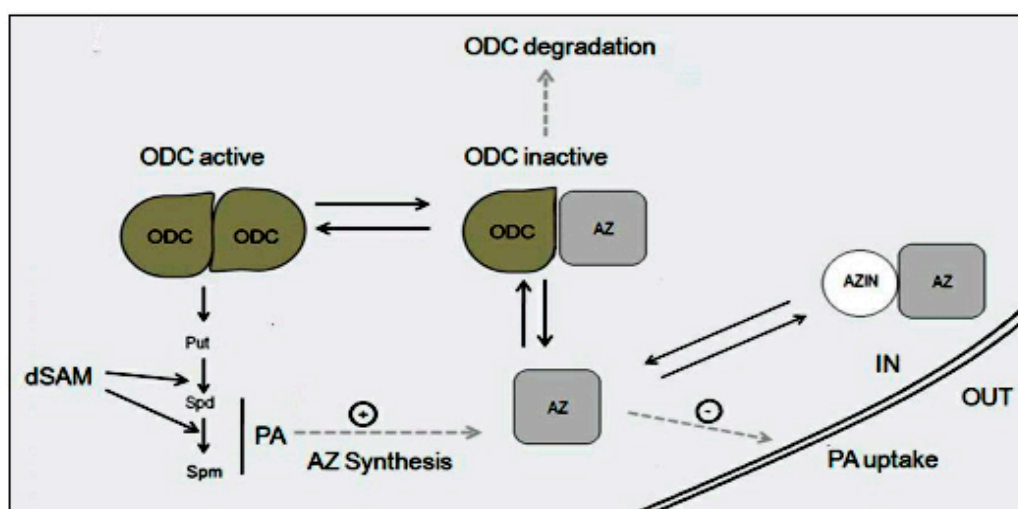 ODC degradation
ODC active
ODC inactive
ODC
ODC
ODC
AZ
AZIN
AZ
Put
IN
dSAM
Spd
AZ
-
OUT
+
PA
AZ Synthesis
PA uptake
Spm